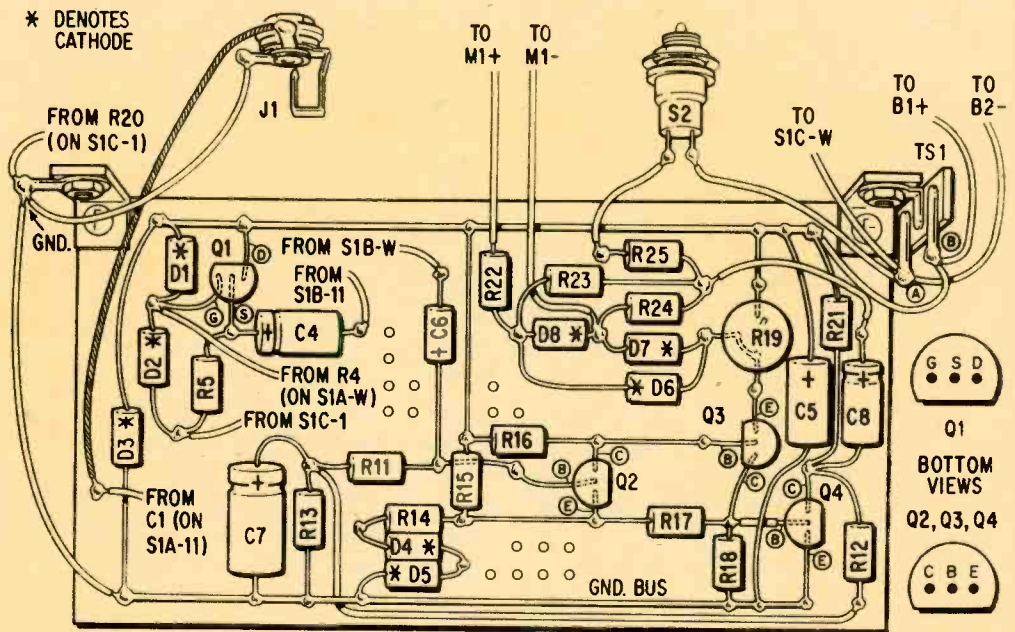 * DENOTES
CATHODE
J1
TO
M1+
TO
M1-
S2
TO
S1C-W
TO
B1+
TO
B2-
TS1
FROM R20
(ON S1C-1)
GND.
*
D1
Q1
D
G
S
FROM S1B-W
FROM
S1B-11
+
C4
+ C6
R22
R23
R25
R24
D8 *
D7 *
* D6
R19
R21
A
B
-
C5
+
C8
+
G S D
Q1
BOTTOM
VIEWS
Q2, Q3, Q4
C B E
D2 *
R5
FROM R4
(ON S1A-W)
FROM S1C-1
D3 *
FROM
C1 (ON
S1A-11)
+
C7
R13
R11
R15
R16
B
C
E
Q2
Q3
E
B
C
R14
D4 *
* D5
R17
R18
C
B
E
Q4
R12
GND. BUS